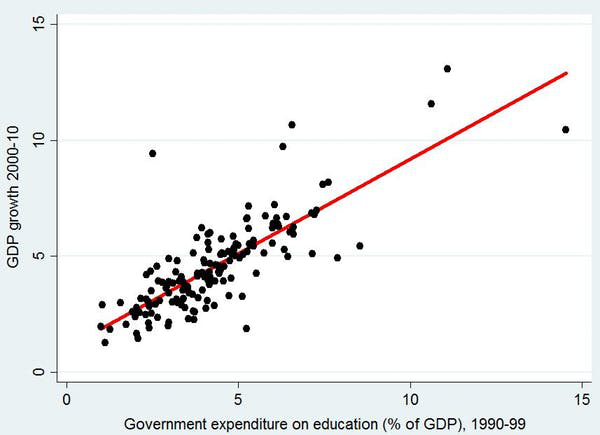 15
10
5
0
GDP growth 2000-10
0 5 10 15
Government expenditure on education (% of GDP), 1990-99